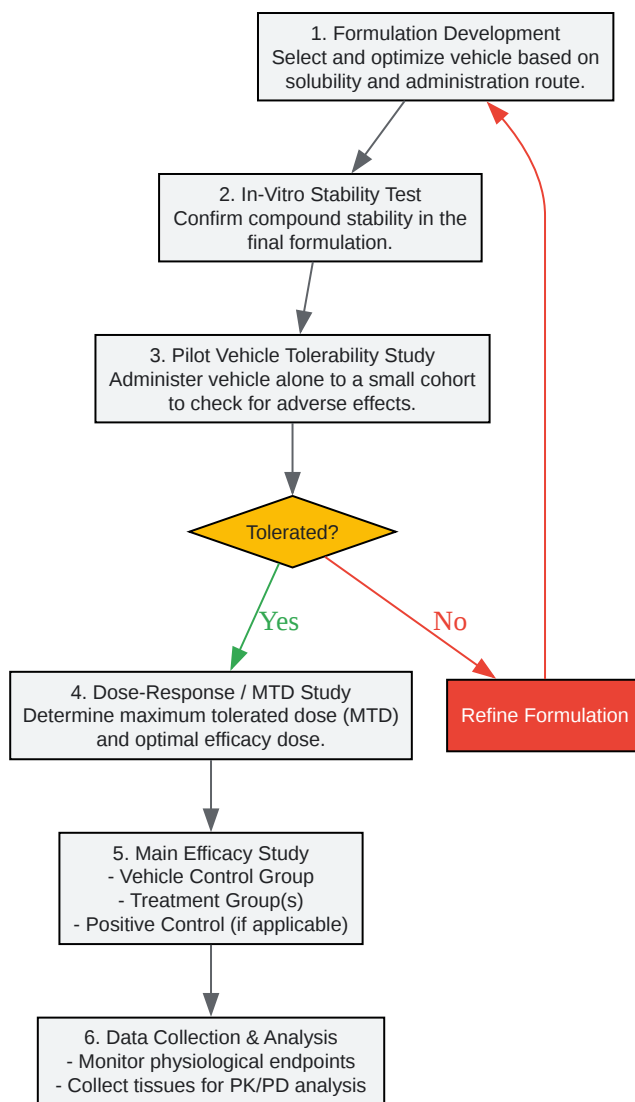 1. Formulation Development
Select and optimize vehicle based on
solubility and administration route.
2. In-Vitro Stability Test
Confirm compound stability in the
final formulation.
3. Pilot Vehicle Tolerability Study
Administer vehicle alone to a small cohort
to check for adverse effects.
Tolerated?
Yes
No
4. Dose-Response / MTD Study
Determine maximum tolerated dose (MTD)
and optimal efficacy dose.
Refine Formulation
5. Main Efficacy Study
- Vehicle Control Group
- Treatment Group(s)
- Positive Control (if applicable)
6. Data Collection & Analysis
- Monitor physiological endpoints
- Collect tissues for PK/PD analysis